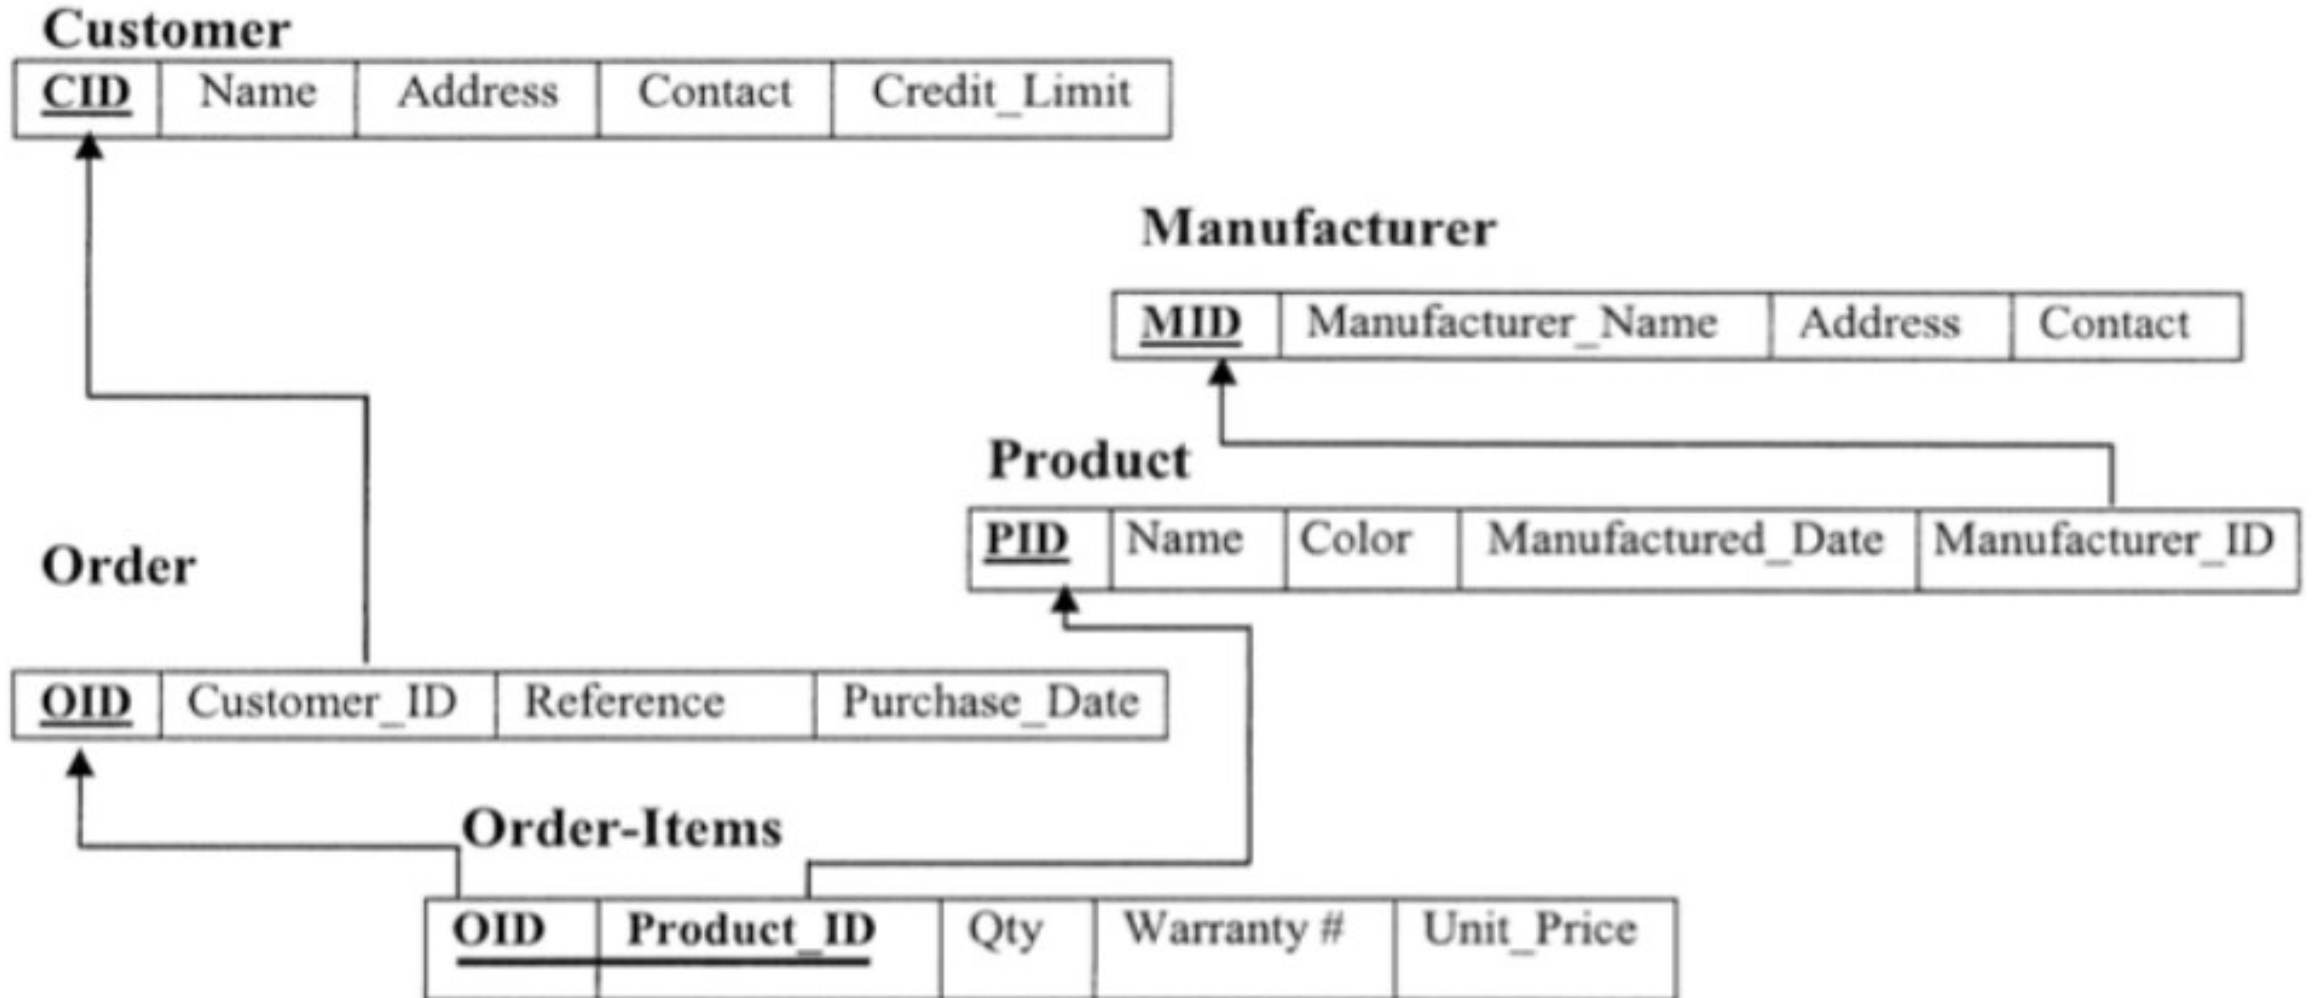 Customer
CID Name Address Contact Credit_Limit
Manufacturer
MID Manufacturer_Name Address Contact
Product
PID Name Color Manufactured_Date Manufacturer_ID
Order
OID Customer_ID Reference Purchase_Date
Order-Items
OID Product_ID Qty Warranty # Unit_Price